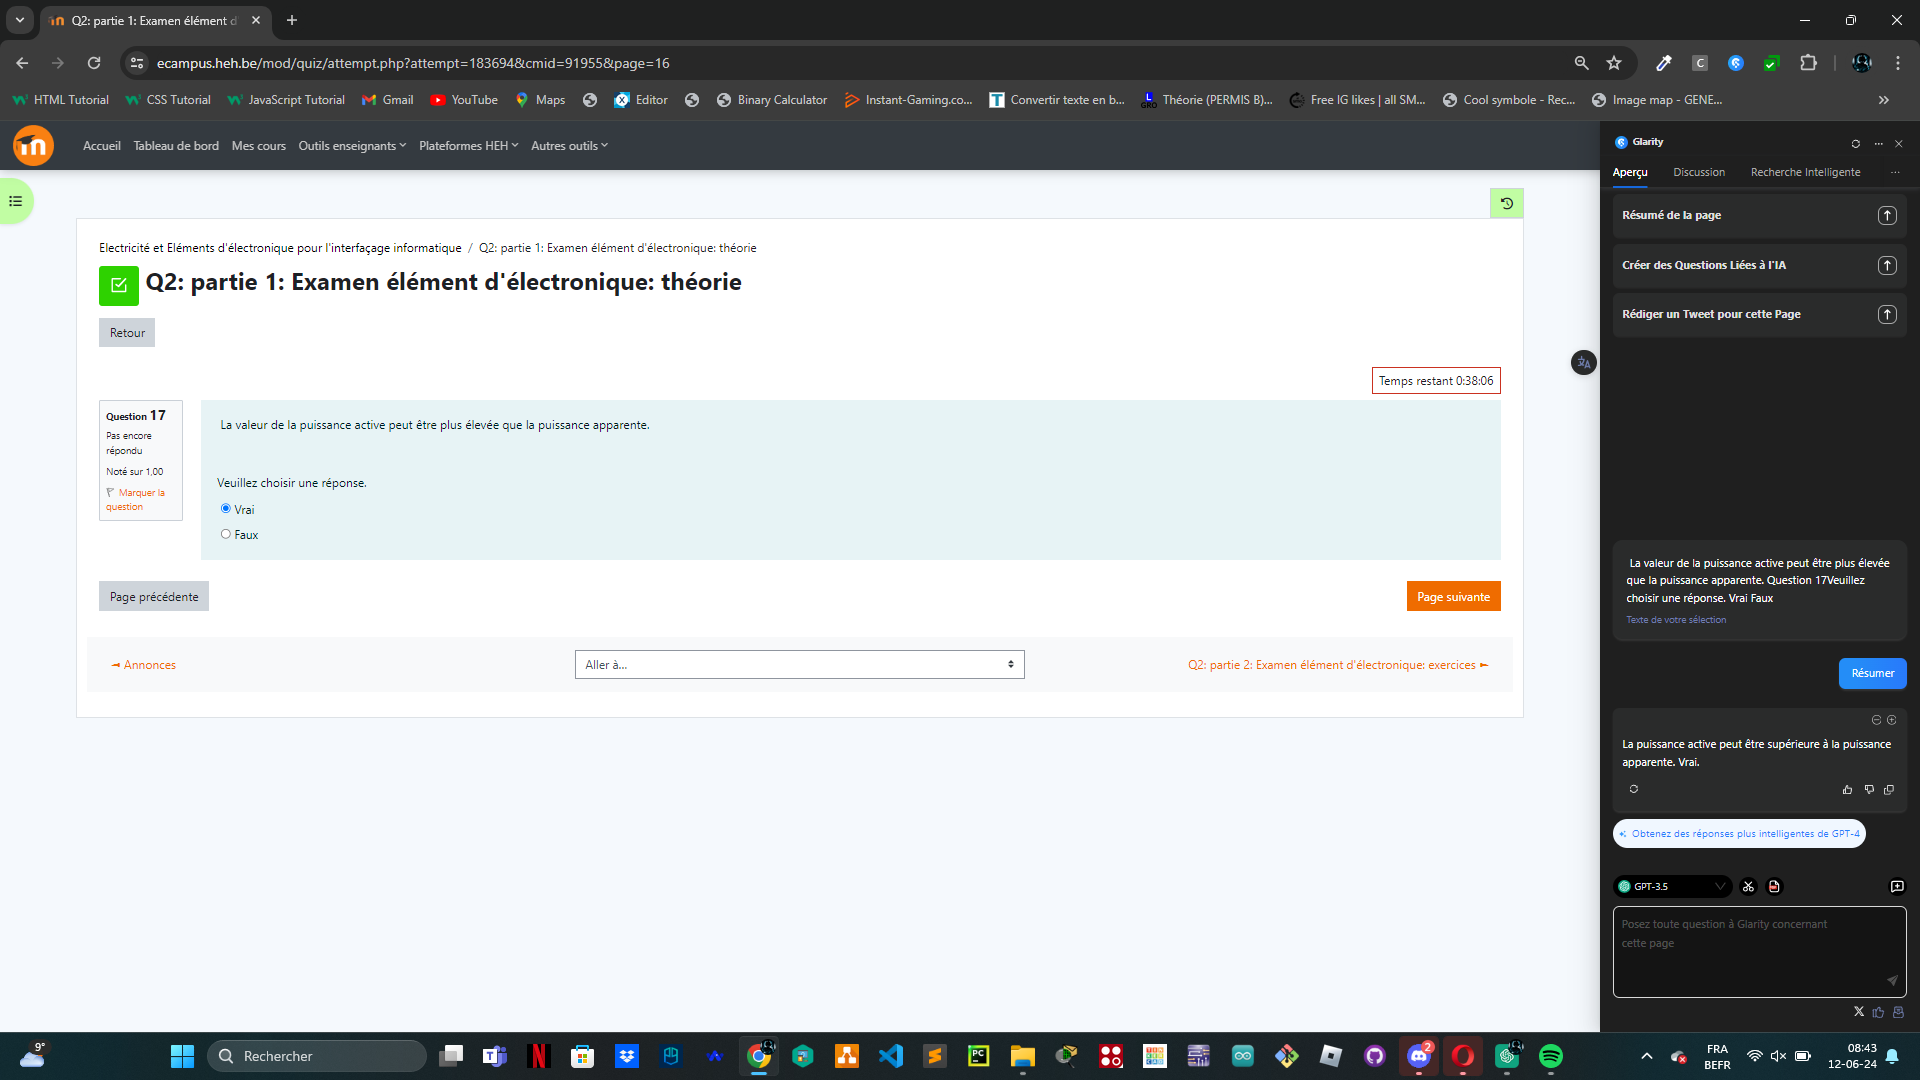 Q2: partie 1: Examen élément d'
ecampus.heh.be/mod/quiz/attempt.php?attempt=183694&cmid=91955&page=16
HTML Tutorial
CSS Tutorial
JavaScript Tutorial
Gmail
YouTube
Maps
Editor
Binary Calculator
Instant-Gaming.co...
Convertir texte en b...
Théorie (PERMIS B)...
Free IG likes | all SM...
Cool symbole - Rec...
Image map - GENE...
Accueil
Tableau de bord
Mes cours
Outils enseignants
Plateformes HEH
Autres outils
Electricité et Eléments d'électronique pour l'interfaçage informatique / Q2: partie 1: Examen élément d'électronique: théorie
Q2: partie 1: Examen élément d'électronique: théorie
Retour
Temps restant 0:38:06
Question 17
Pas encore
répondu
Noté sur 1,00
Marquer la
question
La valeur de la puissance active peut être plus élevée que la puissance apparente.
Veuillez choisir une réponse.
Vrai
Faux
Page précédente
Page suivante
◄ Annonces
Aller à...
Q2: partie 2: Examen élément d'électronique: exercices ►
Glarity
Aperçu
Discussion
Recherche Intelligente
Résumé de la page
Créer des Questions Liées à l'IA
Rédiger un Tweet pour cette Page
La valeur de la puissance active peut être plus élevée
que la puissance apparente. Question 17Veuillez
choisir une réponse. Vrai Faux
Texte de votre sélection
Résumer
La puissance active peut être supérieure à la puissance
apparente. Vrai.
Obtenez des réponses plus intelligentes de GPT-4
GPT-3.5
Posez toute question à Glarity concernant
cette page
9°
Rechercher
2
FRA
BEFR
08:43
12-06-24